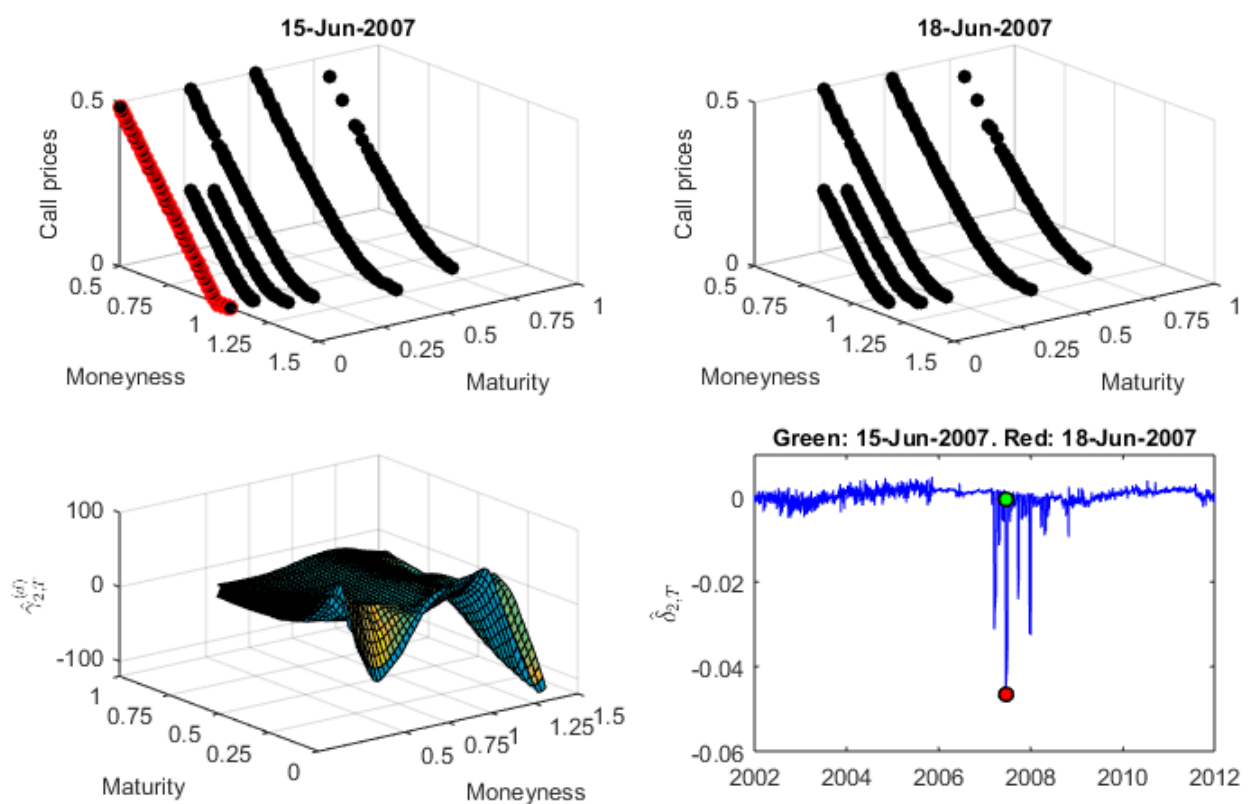 15-Jun-2007
0.5
0
Call prices
0.5
0.75
1
1.25
1.5
Moneyness
0
0.25
0.5
0.75
1
Maturity
18-Jun-2007
0.5
0
Call prices
0.5
0.75
1
1.25
1.5
Moneyness
0
0.25
0.5
0.75
1
Maturity
100
0
-100
γ̂₂,T⁽ᵈ⁾
1
0.75
0.5
0.25
0
Maturity
0.5
0.75
1
1.25
1.5
Moneyness
Green: 15-Jun-2007. Red: 18-Jun-2007
0
-0.02
-0.04
-0.06
δ̂₂,T
2002 2004 2006 2008 2010 2012